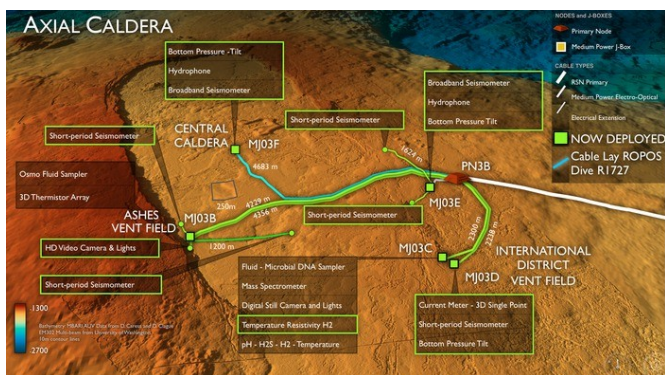 AXIAL CALDERA
Bottom Pressure -Tilt
Hydrophone
Broadband Seismometer
NODES and J-BOXES
Primary Node
Medium Power J-Box
CABLE TYPES
RSN Primary
Medium Power Electro-Optical
Electrical Extension
NOW DEPLOYED
Cable Lay ROPOS
Dive R1727
Broadband Seismometer
Hydrophone
Bottom Pressure Tilt
Short-period Seismometer
Short-period Seismometer
CENTRAL
CALDERA
MJ03F
4683 m
1624 m
PN3B
Osmo Fluid Sampler
3D Thermistor Array
250m
MJ03E
ASHES
VENT FIELD
MJ03B
4229 m
4356 m
Short-period Seismometer
2300 m
2238 m
HD Video Camera & Lights
1200 m
MJ03C
MJ03D
INTERNATIONAL
DISTRICT
VENT FIELD
Short-period Seismometer
Fluid - Microbial DNA Sampler
Mass Spectrometer
Digital Still Camera and Lights
Temperature Resistivity H2
pH - H2S - H2 - Temperature
Current Meter - 3D Single Point
Short-period Seismometer
Bottom Pressure Tilt
1300
2700
10m contour lines